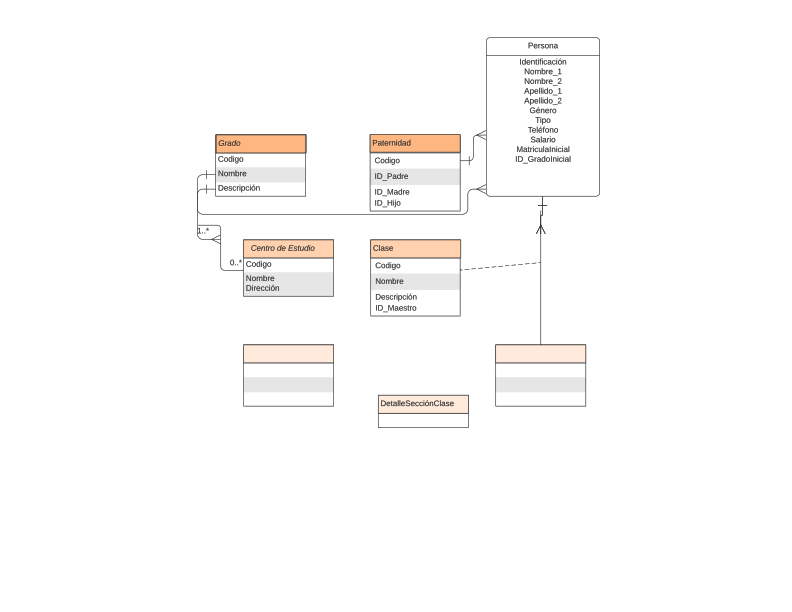 Persona
Identificación
Nombre_1
Nombre_2
Apellido_1
Apellido_2
Género
Tipo
Teléfono
Salario
MatriculaInicial
ID_GradoInicial
Grado
Codigo
Nombre
Descripción
Paternidad
Codigo
ID_Padre
ID_Madre
ID_Hijo
1..*
0..*
Centro de Estudio
Codigo
Nombre
Dirección
Clase
Codigo
Nombre
Descripción
ID_Maestro
DetalleSecciónClase